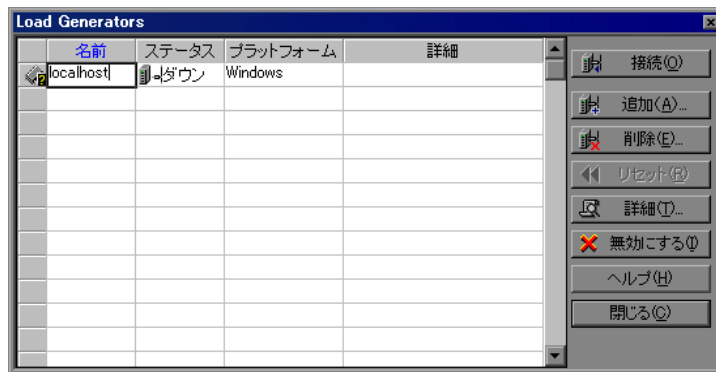 Load Generators
名前 ステータス プラットフォーム 詳細
localhost ダウン Windows
接続(O)
追加(A)...
削除(E)...
リセット(R)
詳細(T)...
無効にする(I)
ヘルプ(H)
閉じる(C)